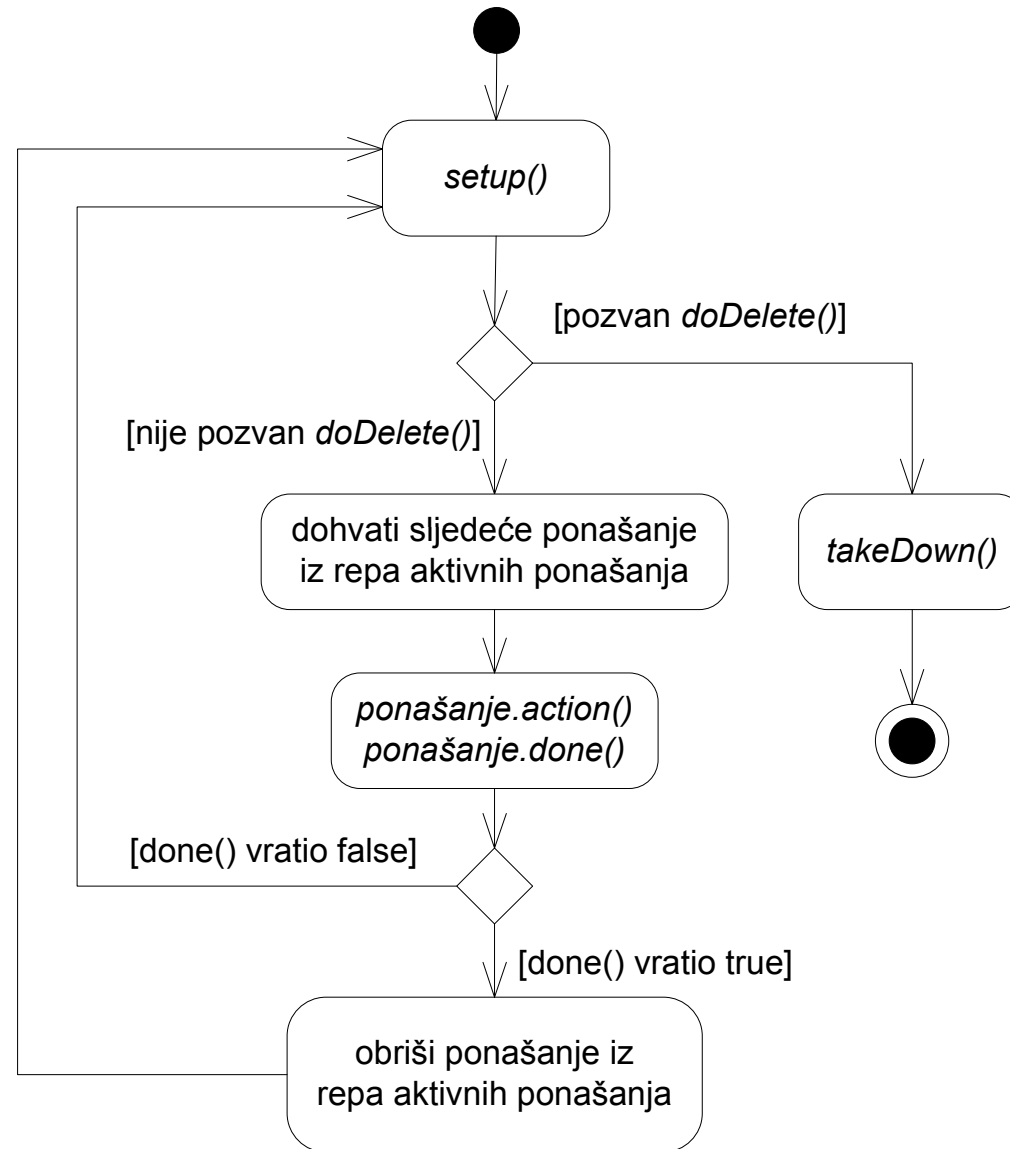 setup()
[pozvan doDelete()]
[nije pozvan doDelete()]
dohvati sljedeće ponašanje
iz repa aktivnih ponašanja
takeDown()
ponašanje.action()
ponašanje.done()
[done() vratio false]
[done() vratio true]
obriši ponašanje iz
repa aktivnih ponašanja